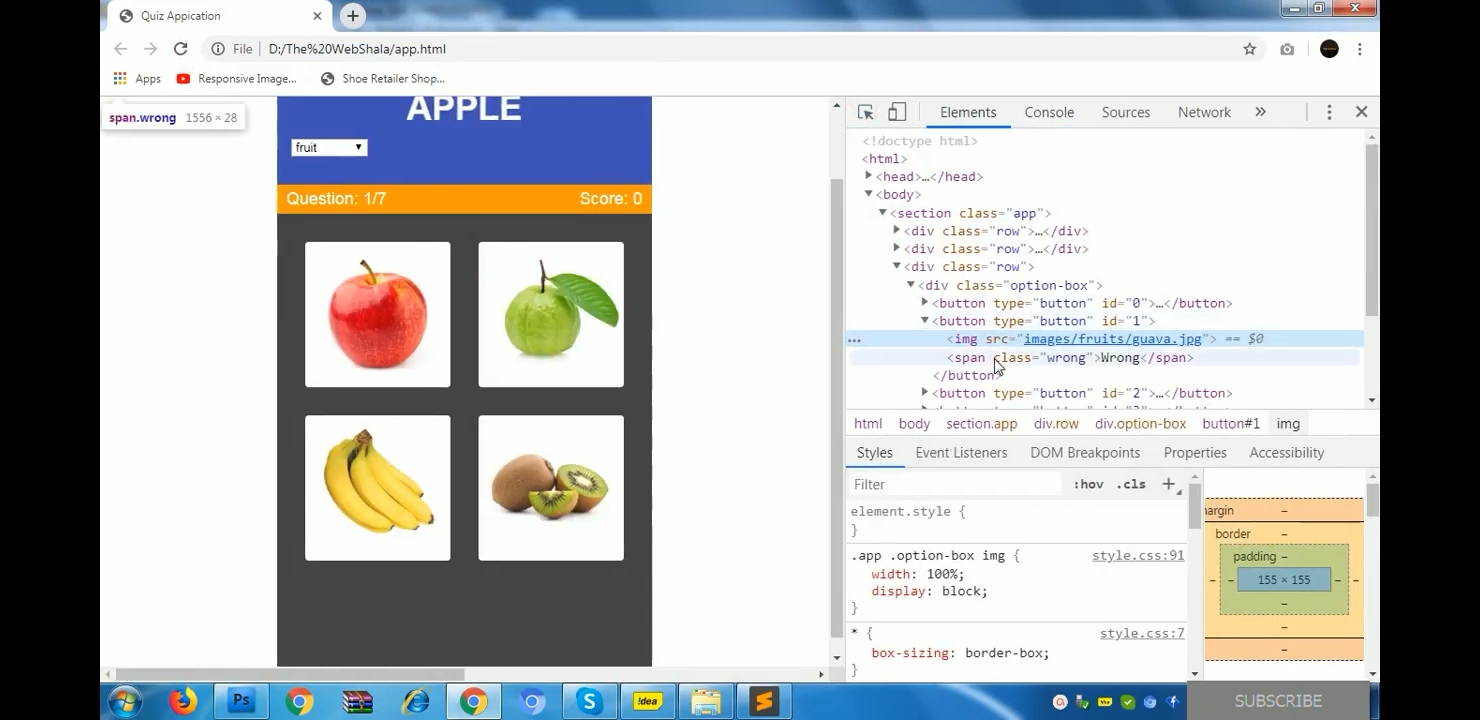 Quiz Appication
File
D:/The%20WebShala/app.html
Apps
Responsive Image...
Shoe Retailer Shop...
span.wrong 1556 × 28
APPLE
fruit
Question: 1/7
Score: 0
Elements
Console
Sources
Network
<!doctype html>
<html>
<head>…</head>
<body>
<section class="app">
<div class="row">…</div>
<div class="row">…</div>
<div class="row">
<div class="option-box">
<button type="button" id="0">…</button>
<button type="button" id="1">
<img src="images/fruits/guava.jpg"> == $0
<span class="wrong">Wrong</span>
</button>
<button type="button" id="2">…</button>
html body section.app div.row div.option-box button#1 img
Styles
Event Listeners
DOM Breakpoints
Properties
Accessibility
Filter
:hov .cls
element.style {
}
.app .option-box img {
style.css:91
width: 100%;
display: block;
}
* {
style.css:7
box-sizing: border-box;
}
argin
border
padding
155 × 155
Ps
S
!dea
SUBSCRIBE